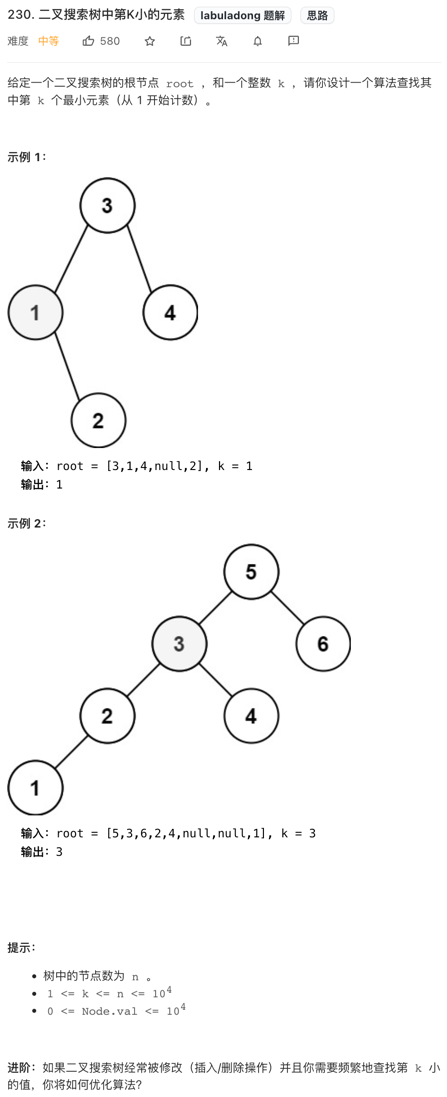 230. 二叉搜索树中第K小的元素 labuladong 题解 思路
难度 中等 580
给定一个二叉搜索树的根节点 root ，和一个整数 k ，请你设计一个算法查找其
中第 k 个最小元素（从 1 开始计数）。
示例 1：
3
1
4
2
输入：root = [3,1,4,null,2], k = 1
输出：1
示例 2：
5
3
6
2
4
1
输入：root = [5,3,6,2,4,null,null,1], k = 3
输出：3
提示：
• 树中的节点数为 n 。
• 1 <= k <= n <= 10⁴
• 0 <= Node.val <= 10⁴
进阶：如果二叉搜索树经常被修改（插入/删除操作）并且你需要频繁地查找第 k 小
的值，你将如何优化算法？